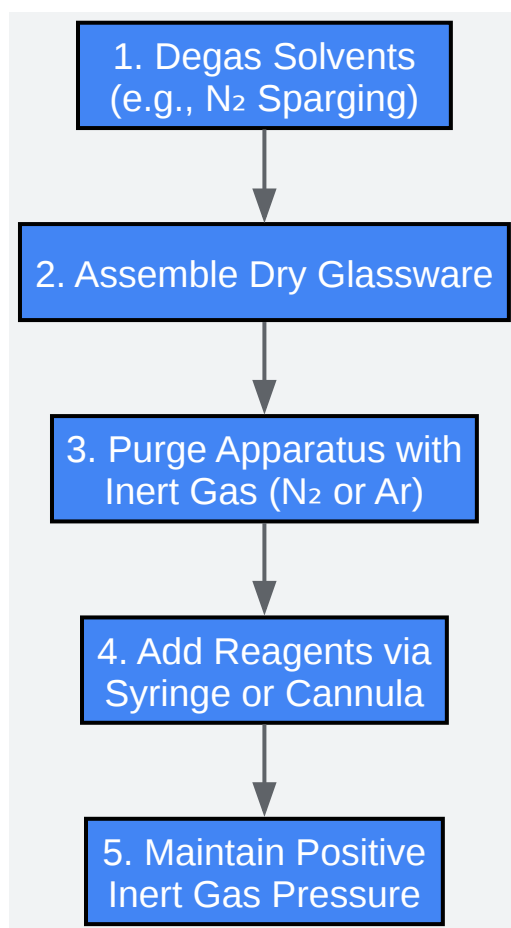 1. Degas Solvents
(e.g., N₂ Sparging)
2. Assemble Dry Glassware
3. Purge Apparatus with
Inert Gas (N₂ or Ar)
4. Add Reagents via
Syringe or Cannula
5. Maintain Positive
Inert Gas Pressure